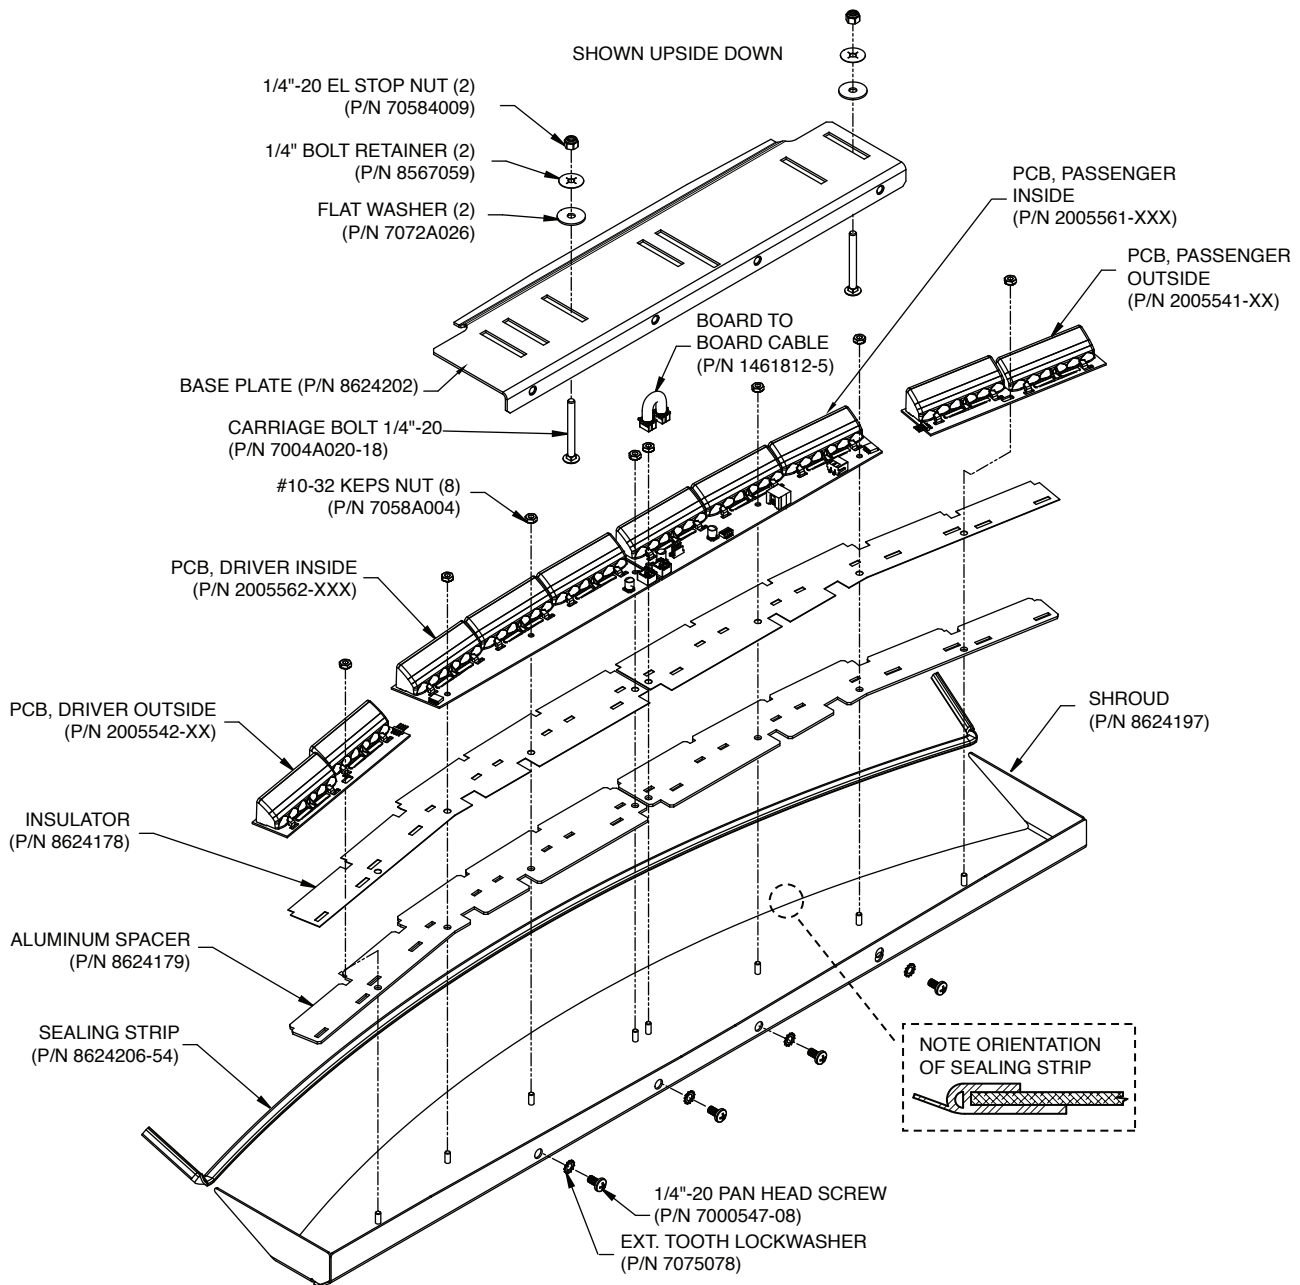 SHOWN UPSIDE DOWN
1/4"-20 EL STOP NUT (2)
(P/N 70584009)
1/4" BOLT RETAINER (2)
(P/N 8567059)
FLAT WASHER (2)
(P/N 7072A026)
PCB, PASSENGER
INSIDE
(P/N 2005561-XXX)
PCB, PASSENGER
OUTSIDE
(P/N 2005541-XX)
BOARD TO
BOARD CABLE
(P/N 1461812-5)
BASE PLATE (P/N 8624202)
CARRIAGE BOLT 1/4"-20
(P/N 7004A020-18)
#10-32 KEPS NUT (8)
(P/N 7058A004)
PCB, DRIVER INSIDE
(P/N 2005562-XXX)
PCB, DRIVER OUTSIDE
(P/N 2005542-XX)
SHROUD
(P/N 8624197)
INSULATOR
(P/N 8624178)
ALUMINUM SPACER
(P/N 8624179)
SEALING STRIP
(P/N 8624206-54)
NOTE ORIENTATION
OF SEALING STRIP
1/4"-20 PAN HEAD SCREW
(P/N 7000547-08)
EXT. TOOTH LOCKWASHER
(P/N 7075078)